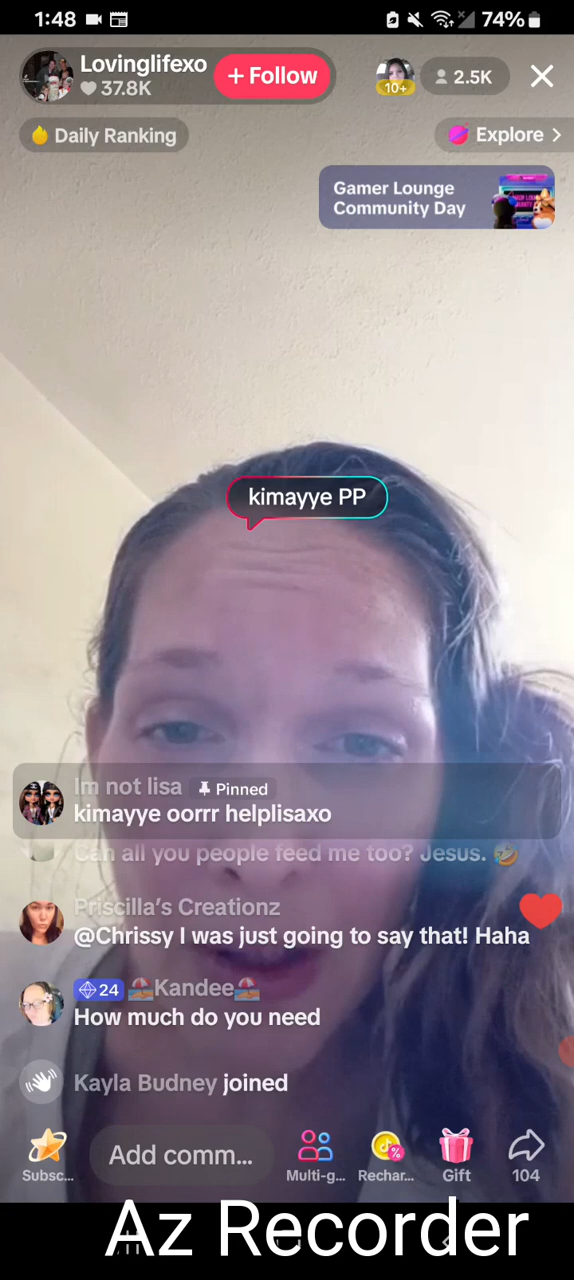 1:48
74%
Lovinglifexo
37.8K
+ Follow
10+
2.5K
Daily Ranking
Explore >
Gamer Lounge
Community Day
kimayye PP
Im not lisa Pinned
kimayye oorrr helplisaxo
Can all you people feed me too? Jesus. 🤣
Priscilla's Creationz
@Chrissy I was just going to say that! Haha
24 🏖️Kandee🏖️
How much do you need
Kayla Budney joined
Add comm...
Subsc...
Multi-g...
Rechar...
Gift
104
Az Recorder